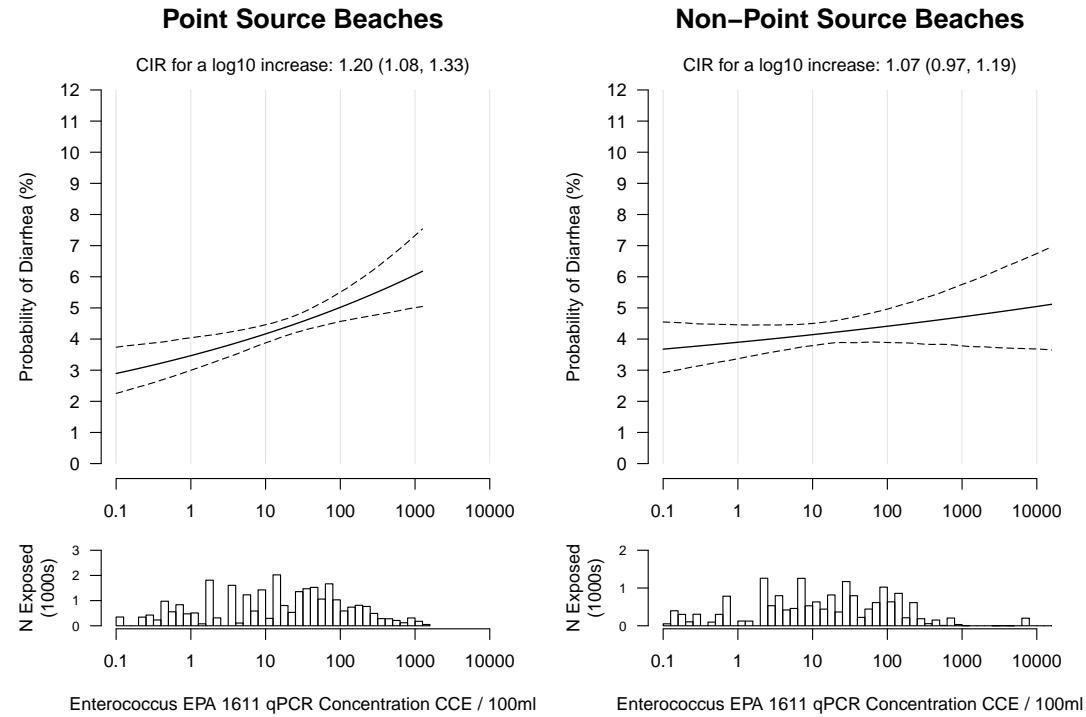 Point Source Beaches
CIR for a log10 increase: 1.20 (1.08, 1.33)
Probability of Diarrhea (%)
12
11
10
9
8
7
6
5
4
3
2
1
0
0.1 1 10 100 1000 10000
N Exposed
(1000s)
3
2
1
0
0.1 1 10 100 1000 10000
Enterococcus EPA 1611 qPCR Concentration CCE / 100ml
Non−Point Source Beaches
CIR for a log10 increase: 1.07 (0.97, 1.19)
Probability of Diarrhea (%)
12
11
10
9
8
7
6
5
4
3
2
1
0
0.1 1 10 100 1000 10000
N Exposed
(1000s)
2
1
0
0.1 1 10 100 1000 10000
Enterococcus EPA 1611 qPCR Concentration CCE / 100ml